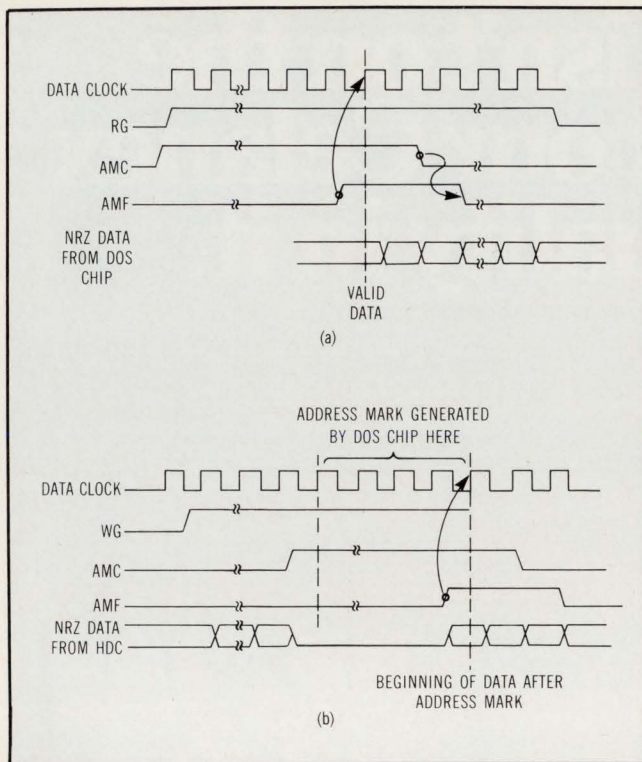 DATA CLOCK
RG
AMC
AMF
NRZ DATA
FROM DOS
CHIP
VALID
DATA
(a)
ADDRESS MARK GENERATED
BY DOS CHIP HERE
DATA CLOCK
WG
AMC
AMF
NRZ DATA
FROM HDC
BEGINNING OF DATA AFTER
ADDRESS MARK
(b)